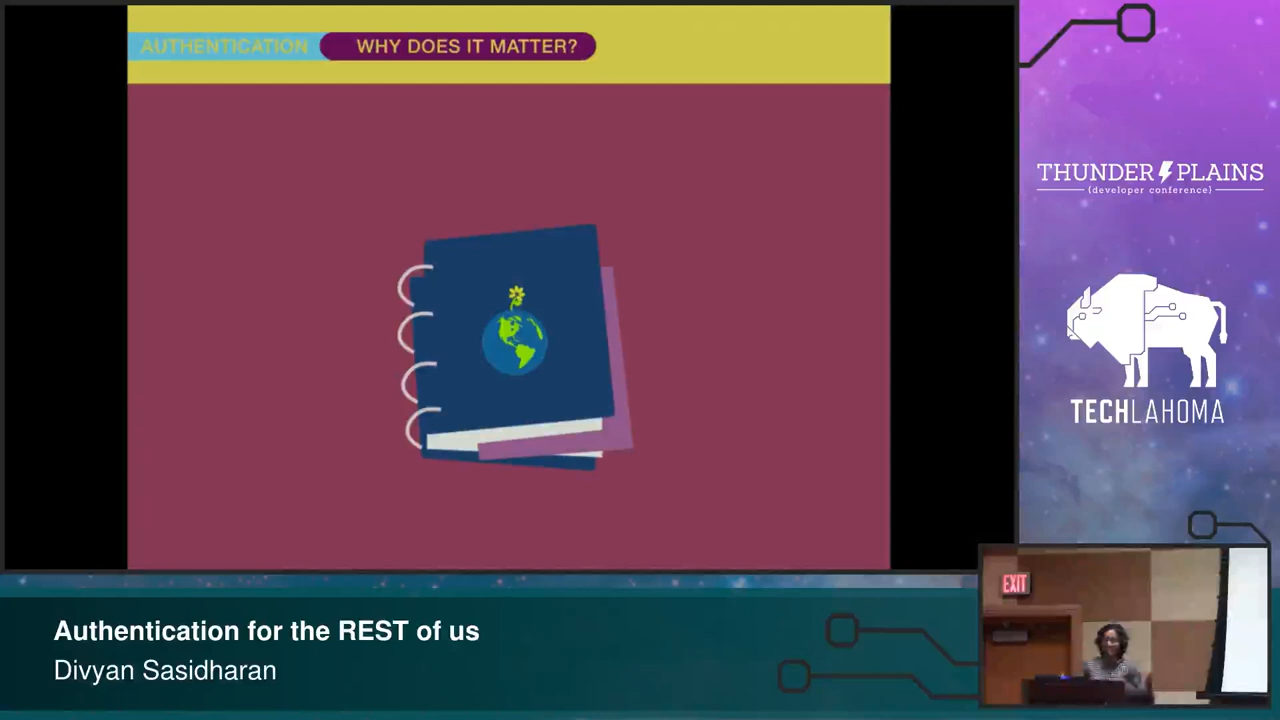 AUTHENTICATION
WHY DOES IT MATTER?
THUNDER PLAINS
{developer conference}
TECHLAHOMA
EXIT
Authentication for the REST of us
Divyan Sasidharan